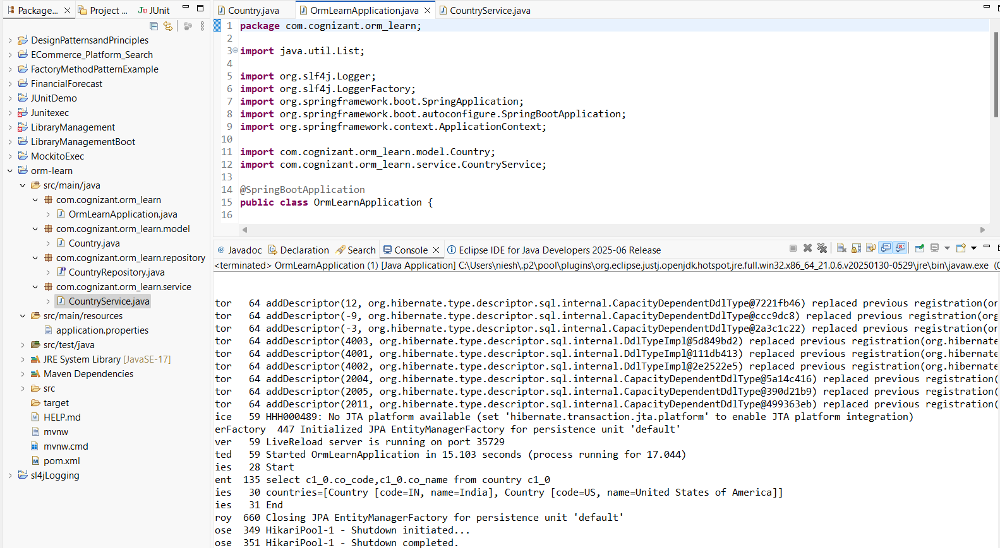 Package...
Project ...
JUnit
DesignPatternsandPrinciples
ECommerce_Platform_Search
FactoryMethodPatternExample
FinancialForecast
JUnitDemo
Junitexec
LibraryManagement
LibraryManagementBoot
MockitoExec
orm-learn
src/main/java
com.cognizant.orm_learn
OrmLearnApplication.java
com.cognizant.orm_learn.model
Country.java
com.cognizant.orm_learn.repository
CountryRepository.java
com.cognizant.orm_learn.service
CountryService.java
src/main/resources
application.properties
src/test/java
JRE System Library [JavaSE-17]
Maven Dependencies
src
target
HELP.md
mvnw
mvnw.cmd
pom.xml
sl4jLogging
Country.java
OrmLearnApplication.java
CountryService.java
1 package com.cognizant.orm_learn;
2
3 import java.util.List;
4
5 import org.slf4j.Logger;
6 import org.slf4j.LoggerFactory;
7 import org.springframework.boot.SpringApplication;
8 import org.springframework.boot.autoconfigure.SpringBootApplication;
9 import org.springframework.context.ApplicationContext;
10
11 import com.cognizant.orm_learn.model.Country;
12 import com.cognizant.orm_learn.service.CountryService;
13
14 @SpringBootApplication
15 public class OrmLearnApplication {
16
@ Javadoc
Declaration
Search
Console
Eclipse IDE for Java Developers 2025-06 Release
<terminated> OrmLearnApplication (1) [Java Application] C:\Users\niesh\.p2\pool\plugins\org.eclipse.justj.openjdk.hotspot.jre.full.win32.x86_64_21.0.6.v20250130-0529\jre\bin\javaw.exe (0
tor 64 addDescriptor(12, org.hibernate.type.descriptor.sql.internal.CapacityDependentDdlType@7221fb46) replaced previous registration(or
tor 64 addDescriptor(-9, org.hibernate.type.descriptor.sql.internal.CapacityDependentDdlType@ccc9dc8) replaced previous registration(org
tor 64 addDescriptor(-3, org.hibernate.type.descriptor.sql.internal.CapacityDependentDdlType@2a3c1c22) replaced previous registration(or
tor 64 addDescriptor(4003, org.hibernate.type.descriptor.sql.internal.DdlTypeImpl@5d849bd2) replaced previous registration(org.hibernate
tor 64 addDescriptor(4001, org.hibernate.type.descriptor.sql.internal.DdlTypeImpl@111db413) replaced previous registration(org.hibernate
tor 64 addDescriptor(4002, org.hibernate.type.descriptor.sql.internal.DdlTypeImpl@2e2522e5) replaced previous registration(org.hibernate
tor 64 addDescriptor(2004, org.hibernate.type.descriptor.sql.internal.CapacityDependentDdlType@5a14c416) replaced previous registration(
tor 64 addDescriptor(2005, org.hibernate.type.descriptor.sql.internal.CapacityDependentDdlType@390d21b9) replaced previous registration(
tor 64 addDescriptor(2011, org.hibernate.type.descriptor.sql.internal.CapacityDependentDdlType@499363eb) replaced previous registration(
ice 59 HHH000489: No JTA platform available (set 'hibernate.transaction.jta.platform' to enable JTA platform integration)
erFactory 447 Initialized JPA EntityManagerFactory for persistence unit 'default'
ver 59 LiveReload server is running on port 35729
ted 59 Started OrmLearnApplication in 15.103 seconds (process running for 17.044)
ies 28 Start
ent 135 select c1_0.co_code,c1_0.co_name from country c1_0
ies 30 countries=[Country [code=IN, name=India], Country [code=US, name=United States of America]]
ies 31 End
roy 660 Closing JPA EntityManagerFactory for persistence unit 'default'
ose 349 HikariPool-1 - Shutdown initiated...
ose 351 HikariPool-1 - Shutdown completed.